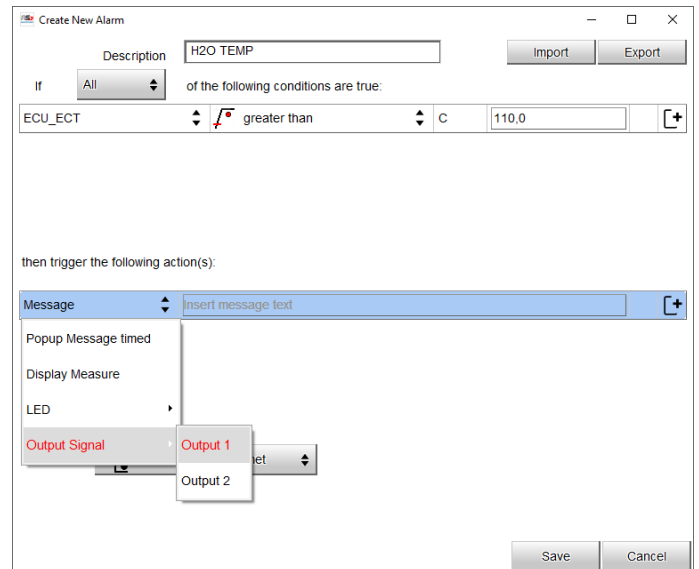 Create New Alarm
Description H2O TEMP Import Export
If All of the following conditions are true:
ECU_ECT greater than C 110,0
then trigger the following action(s):
Message Insert message text
Popup Message timed
Display Measure
LED
Output Signal Output 1
Output 2
Save Cancel